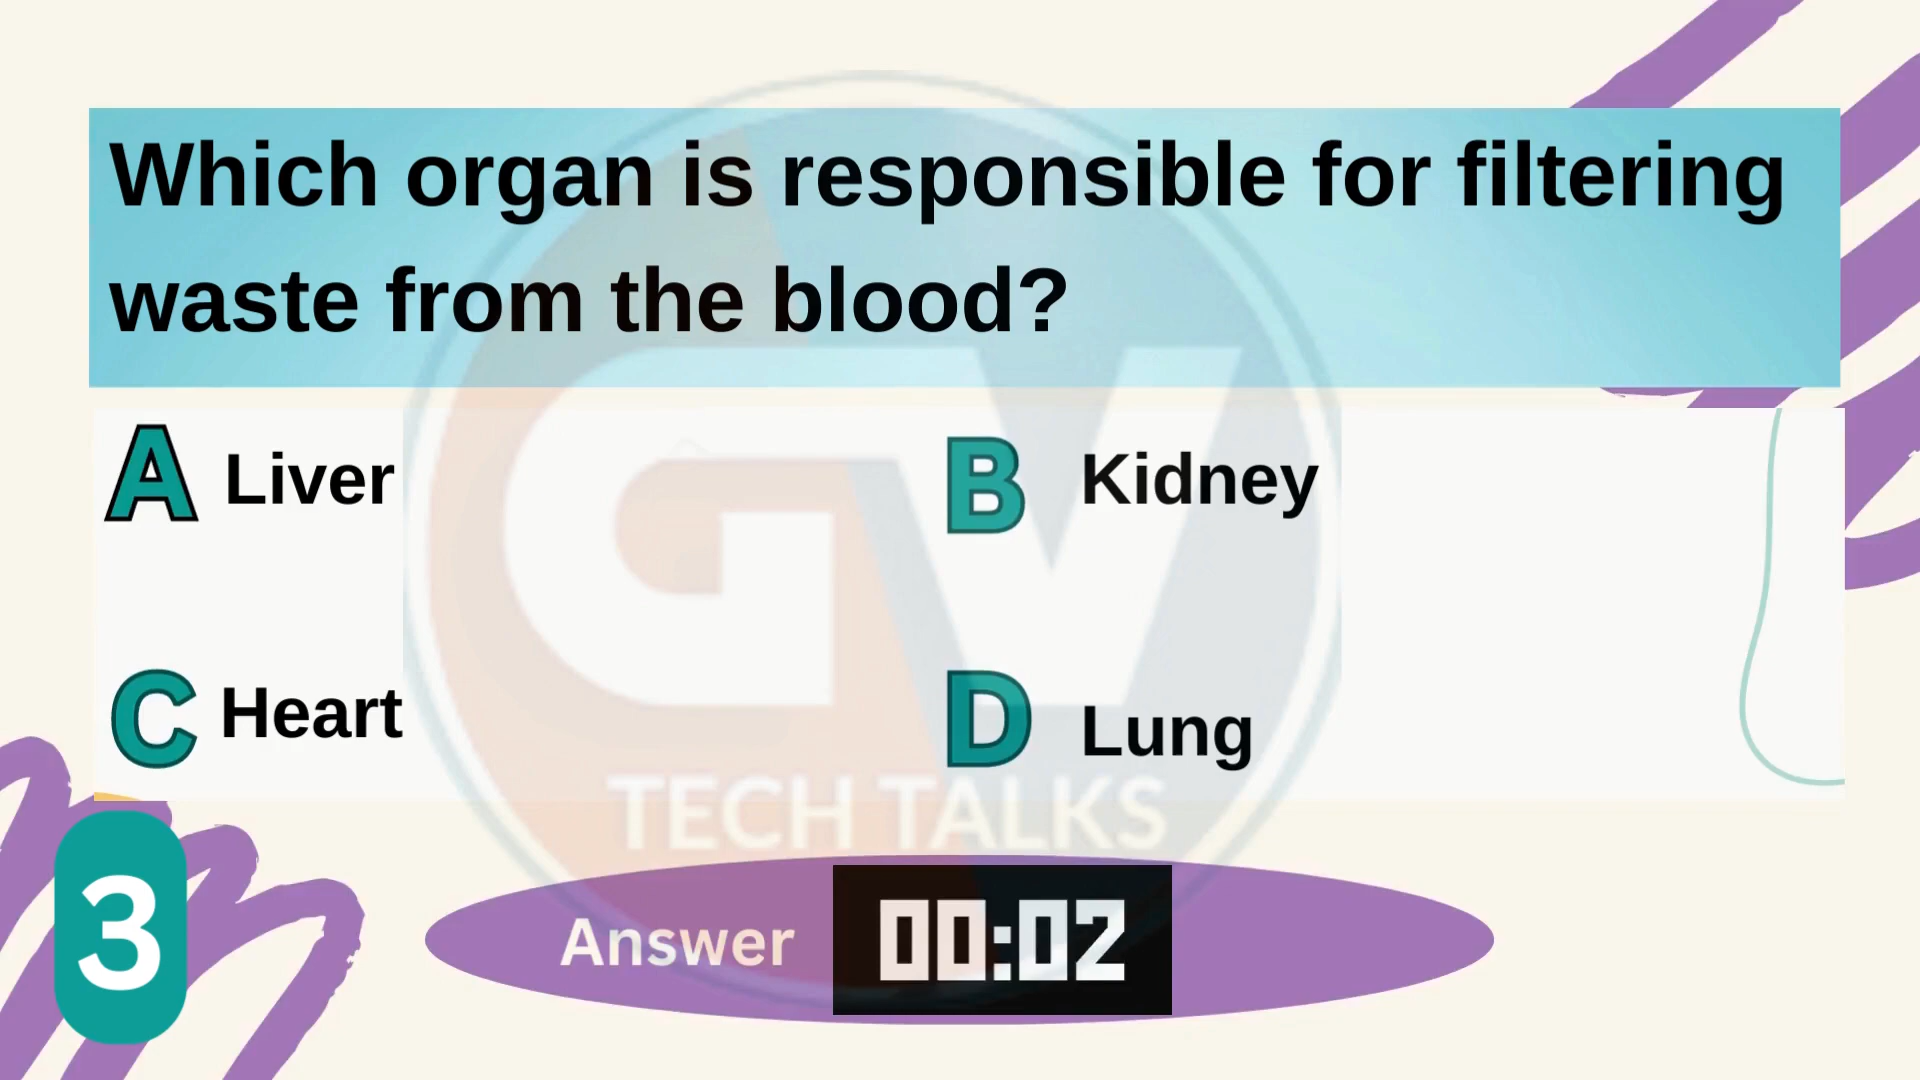 Which organ is responsible for filtering
waste from the blood?
A Liver
B Kidney
C Heart
D Lung
GV
TECH TALKS
3
Answer 00:02